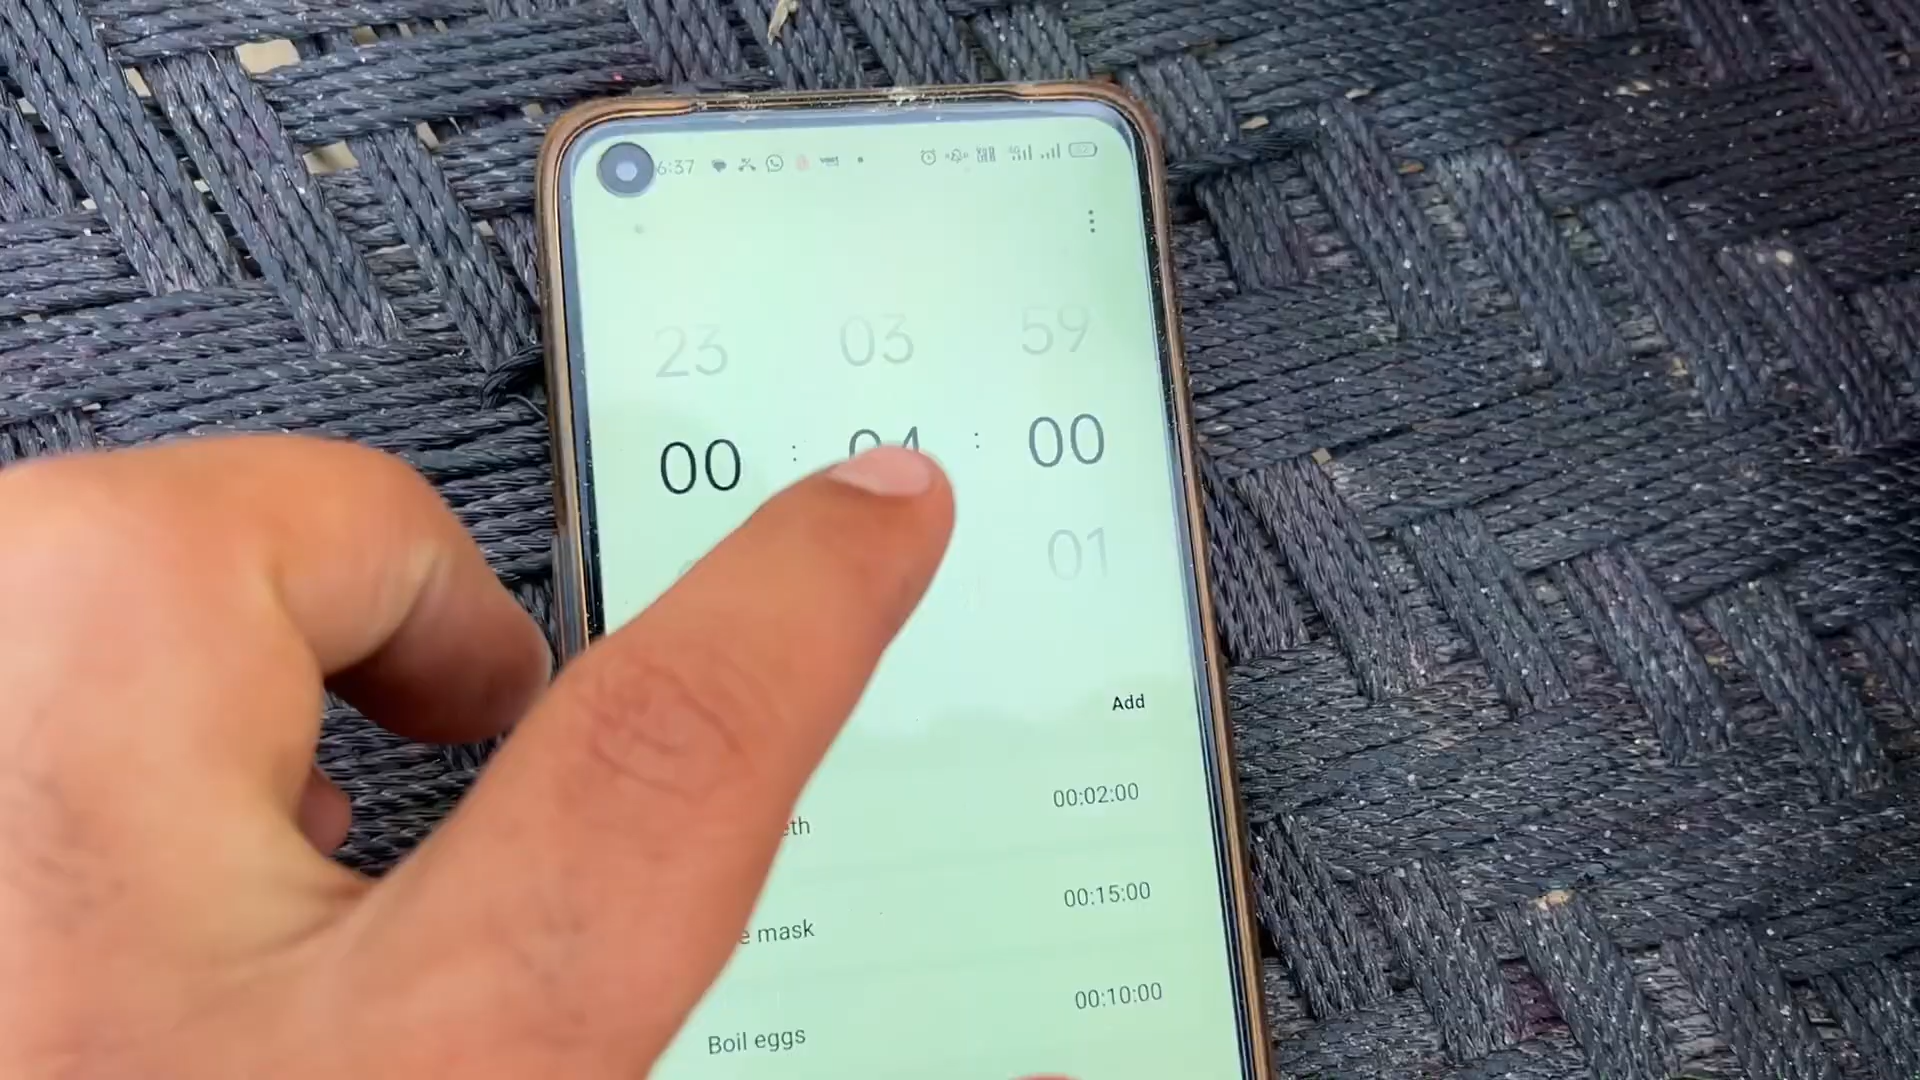 6:37
23 03 59
00 : 04 : 00
01
Add
eth 00:02:00
e mask 00:15:00
Boil eggs 00:10:00